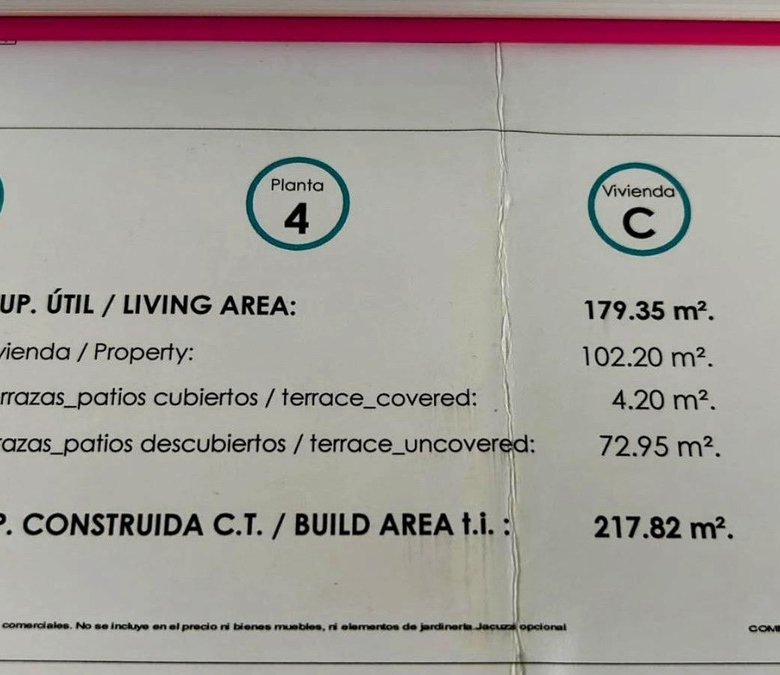 Planta
4
Vivienda
C
UP. ÚTIL / LIVING AREA: 179.35 m².
vienda / Property: 102.20 m².
rrazas_patios cubiertos / terrace_covered: 4.20 m².
razas_patios descubiertos / terrace_uncovered: 72.95 m².
P. CONSTRUIDA C.T. / BUILD AREA t.i. : 217.82 m².
comerciales. No se incluye en el precio ni bienes muebles, ni elementos de jardinería Jacuzzi opcional